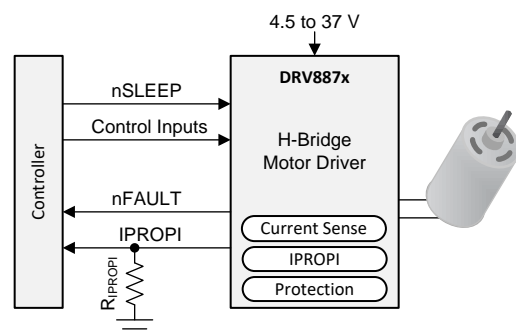 4.5 to 37 V
DRV887x
nSLEEP
Control Inputs
H-Bridge
Motor Driver
Controller
nFAULT
IPROPI
Current Sense
IPROPI
Protection
RIPROPI